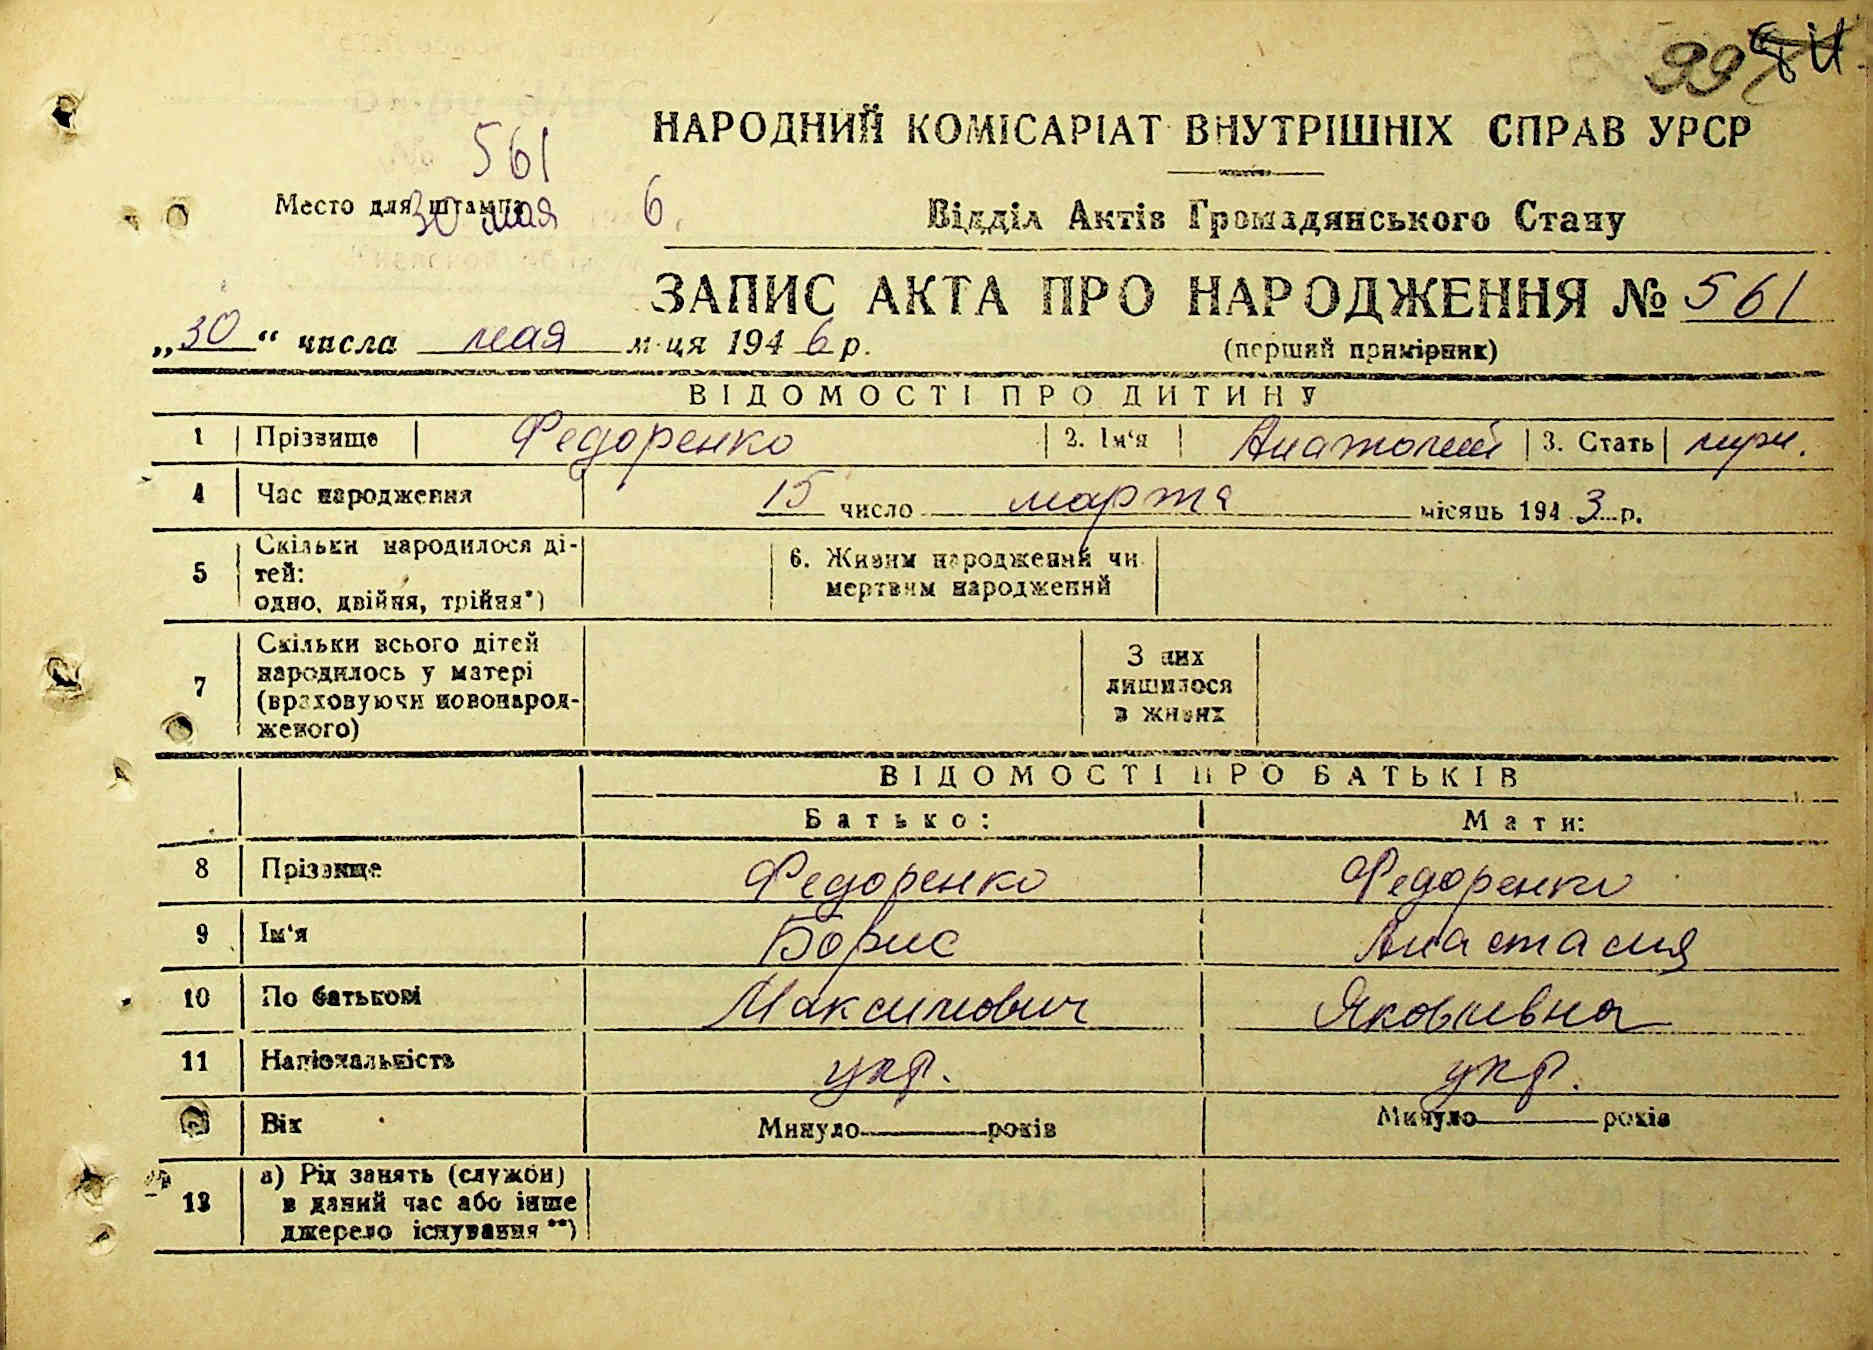 99
561
НАРОДНИЙ КОМІСАРІАТ ВНУТРІШНІХ СПРАВ УРСР
Место для штампа
30 мая 6
Відділ Актів Громадянського Стану
ЗАПИС АКТА ПРО НАРОДЖЕННЯ № 561
„30“ числа мая м-ця 1946 р.
(перший примірник)
ВІДОМОСТІ ПРО ДИТИНУ
1 Прізвище Федоренко 2. Ім‘я Анатолий 3. Стать муж.
4 Час народження 15 число марта місяць 1943 р.
5 Скільки народилося ді-
тей:
одно, двійня, трійня*)
6. Живим народжений чи
мертвим народжений
7 Скільки всього дітей
народилось у матері
(враховуючи новонарод-
женого)
З них
лишилося
в живих
ВІДОМОСТІ ПРО БАТЬКІВ
Батько: Мати:
8 Прізвище Федоренко Федоренко
9 Ім‘я Борис Анастасия
10 По батькові Максимович Яковлевна
11 Національність укр. укр.
Вік Минуло років Минуло років
13 а) Рід занять (служби)
в даний час або інше
джерело існування **)